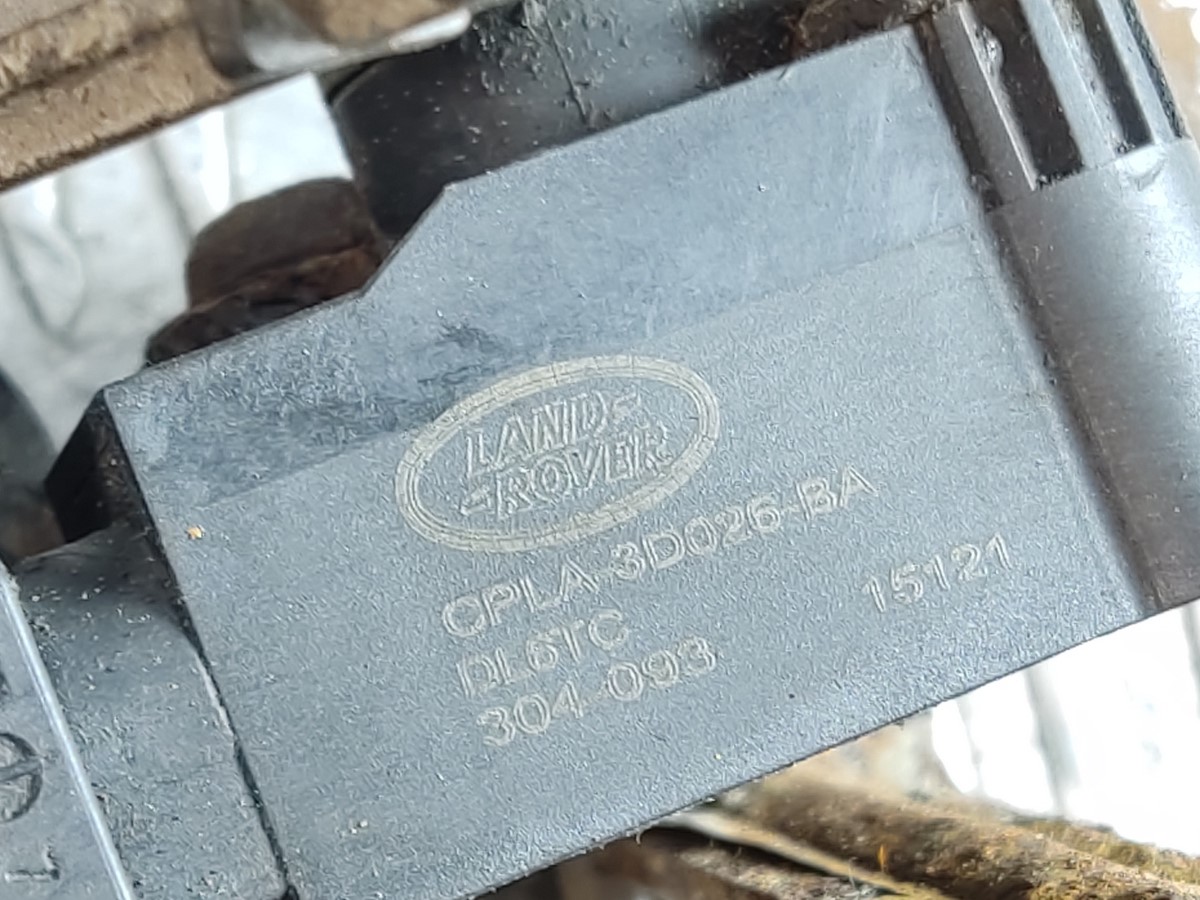 LAND
ROVER
CPLA-3D026-BA
15121
DL6TC
304-093